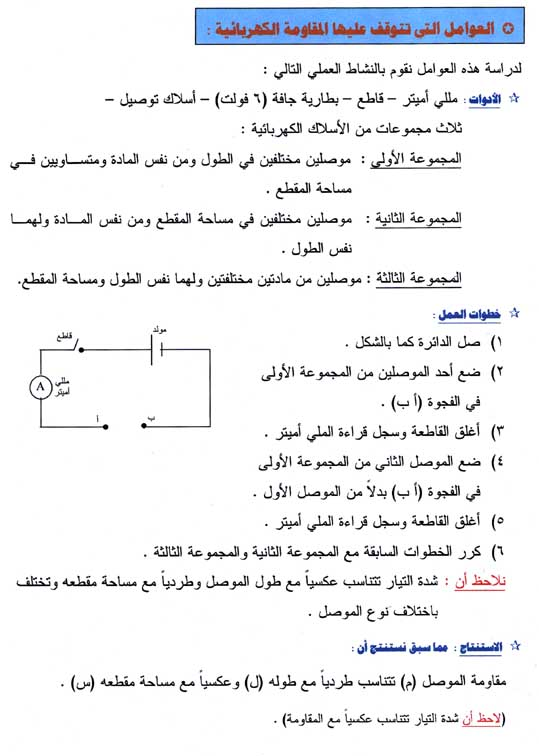 ✪ العوامل التى تتوقف عليها المقاومة الكهربائية :
لدراسة هذه العوامل نقوم بالنشاط العملي التالي :
☆ الأدوات : مللي أميتر – قاطع – بطارية جافة (٦ فولت) – أسلاك توصيل –
ثلاث مجموعات من الأسلاك الكهربائية :
المجموعة الأولي : موصلين مختلفين في الطول ومن نفس المادة ومتساويين في
مساحة المقطع .
المجموعة الثانية : موصلين مختلفين في مساحة المقطع ومن نفس المادة ولهما
نفس الطول .
المجموعة الثالثة : موصلين من مادتين مختلفتين ولهما نفس الطول ومساحة المقطع.
☆ خطوات العمل :
١) صل الدائرة كما بالشكل .
٢) ضع أحد الموصلين من المجموعة الأولى
في الفجوة (أ ب) .
٣) أغلق القاطعة وسجل قراءة الملي أميتر .
٤) ضع الموصل الثاني من المجموعة الأولى
في الفجوة (أ ب) بدلاً من الموصل الأول .
٥) أغلق القاطعة وسجل قراءة الملي أميتر .
٦) كرر الخطوات السابقة مع المجموعة الثانية والمجموعة الثالثة .
مولد
قاطع
A
مللي
أميتر
أ
ب
نلاحظ أن : شدة التيار تتناسب عكسياً مع طول الموصل وطردياً مع مساحة مقطعه وتختلف
باختلاف نوع الموصل .
☆ الاستنتاج : مما سبق نستنتج أن :
مقاومة الموصل (م) تتناسب طردياً مع طوله (ل) وعكسياً مع مساحة مقطعه (س) .
(لاحظ أن شدة التيار تتناسب عكسياً مع المقاومة) .